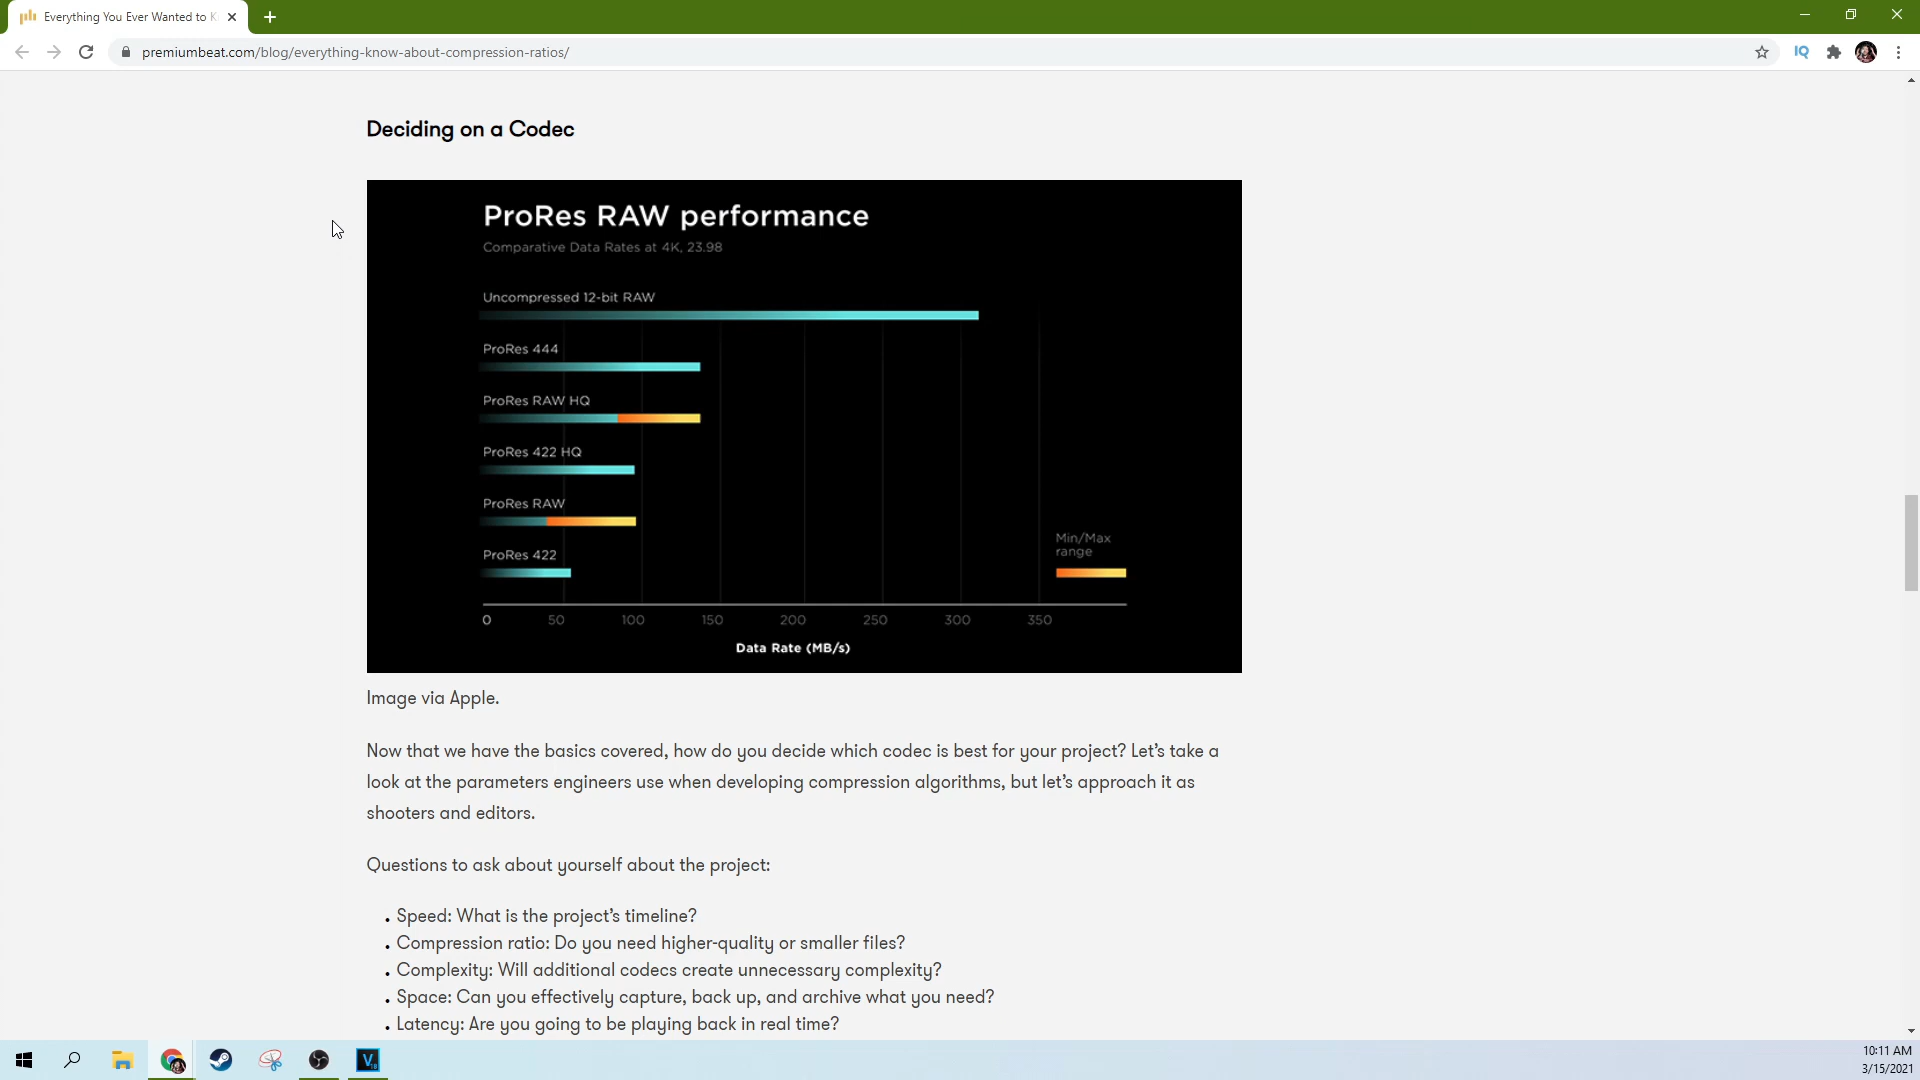 Everything You Ever Wanted to K
premiumbeat.com/blog/everything-know-about-compression-ratios/
IQ
Deciding on a Codec
ProRes RAW performance
Comparative Data Rates at 4K, 23.98
Uncompressed 12-bit RAW
ProRes 444
ProRes RAW HQ
ProRes 422 HQ
ProRes RAW
ProRes 422
Min/Max
range
0 50 100 150 200 250 300 350
Data Rate (MB/s)
Image via Apple.
Now that we have the basics covered, how do you decide which codec is best for your project? Let’s take a
look at the parameters engineers use when developing compression algorithms, but let’s approach it as
shooters and editors.
Questions to ask about yourself about the project:
• Speed: What is the project’s timeline?
• Compression ratio: Do you need higher-quality or smaller files?
• Complexity: Will additional codecs create unnecessary complexity?
• Space: Can you effectively capture, back up, and archive what you need?
• Latency: Are you going to be playing back in real time?
V
18
10:11 AM
3/15/2021